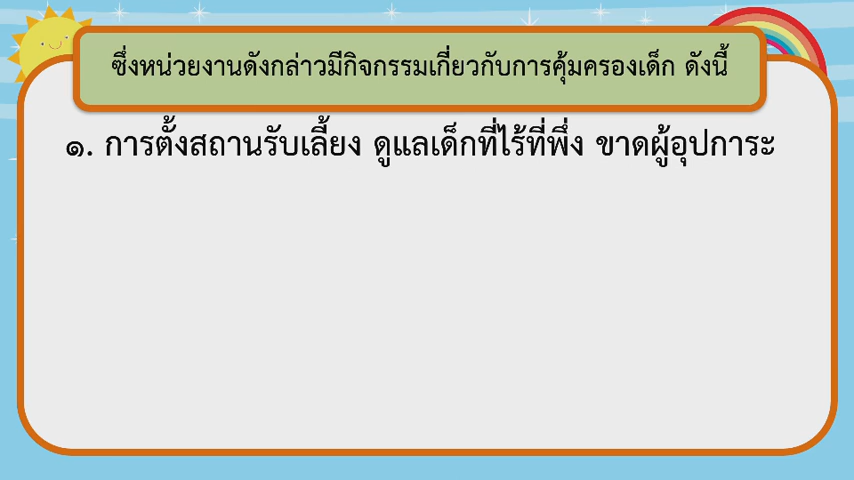 ซึ่งหน่วยงานดังกล่าวมีกิจกรรมเกี่ยวกับการคุ้มครองเด็ก ดังนี้
๑. การตั้งสถานรับเลี้ยง ดูแลเด็กที่ไร้ที่พึ่ง ขาดผู้อุปการะ